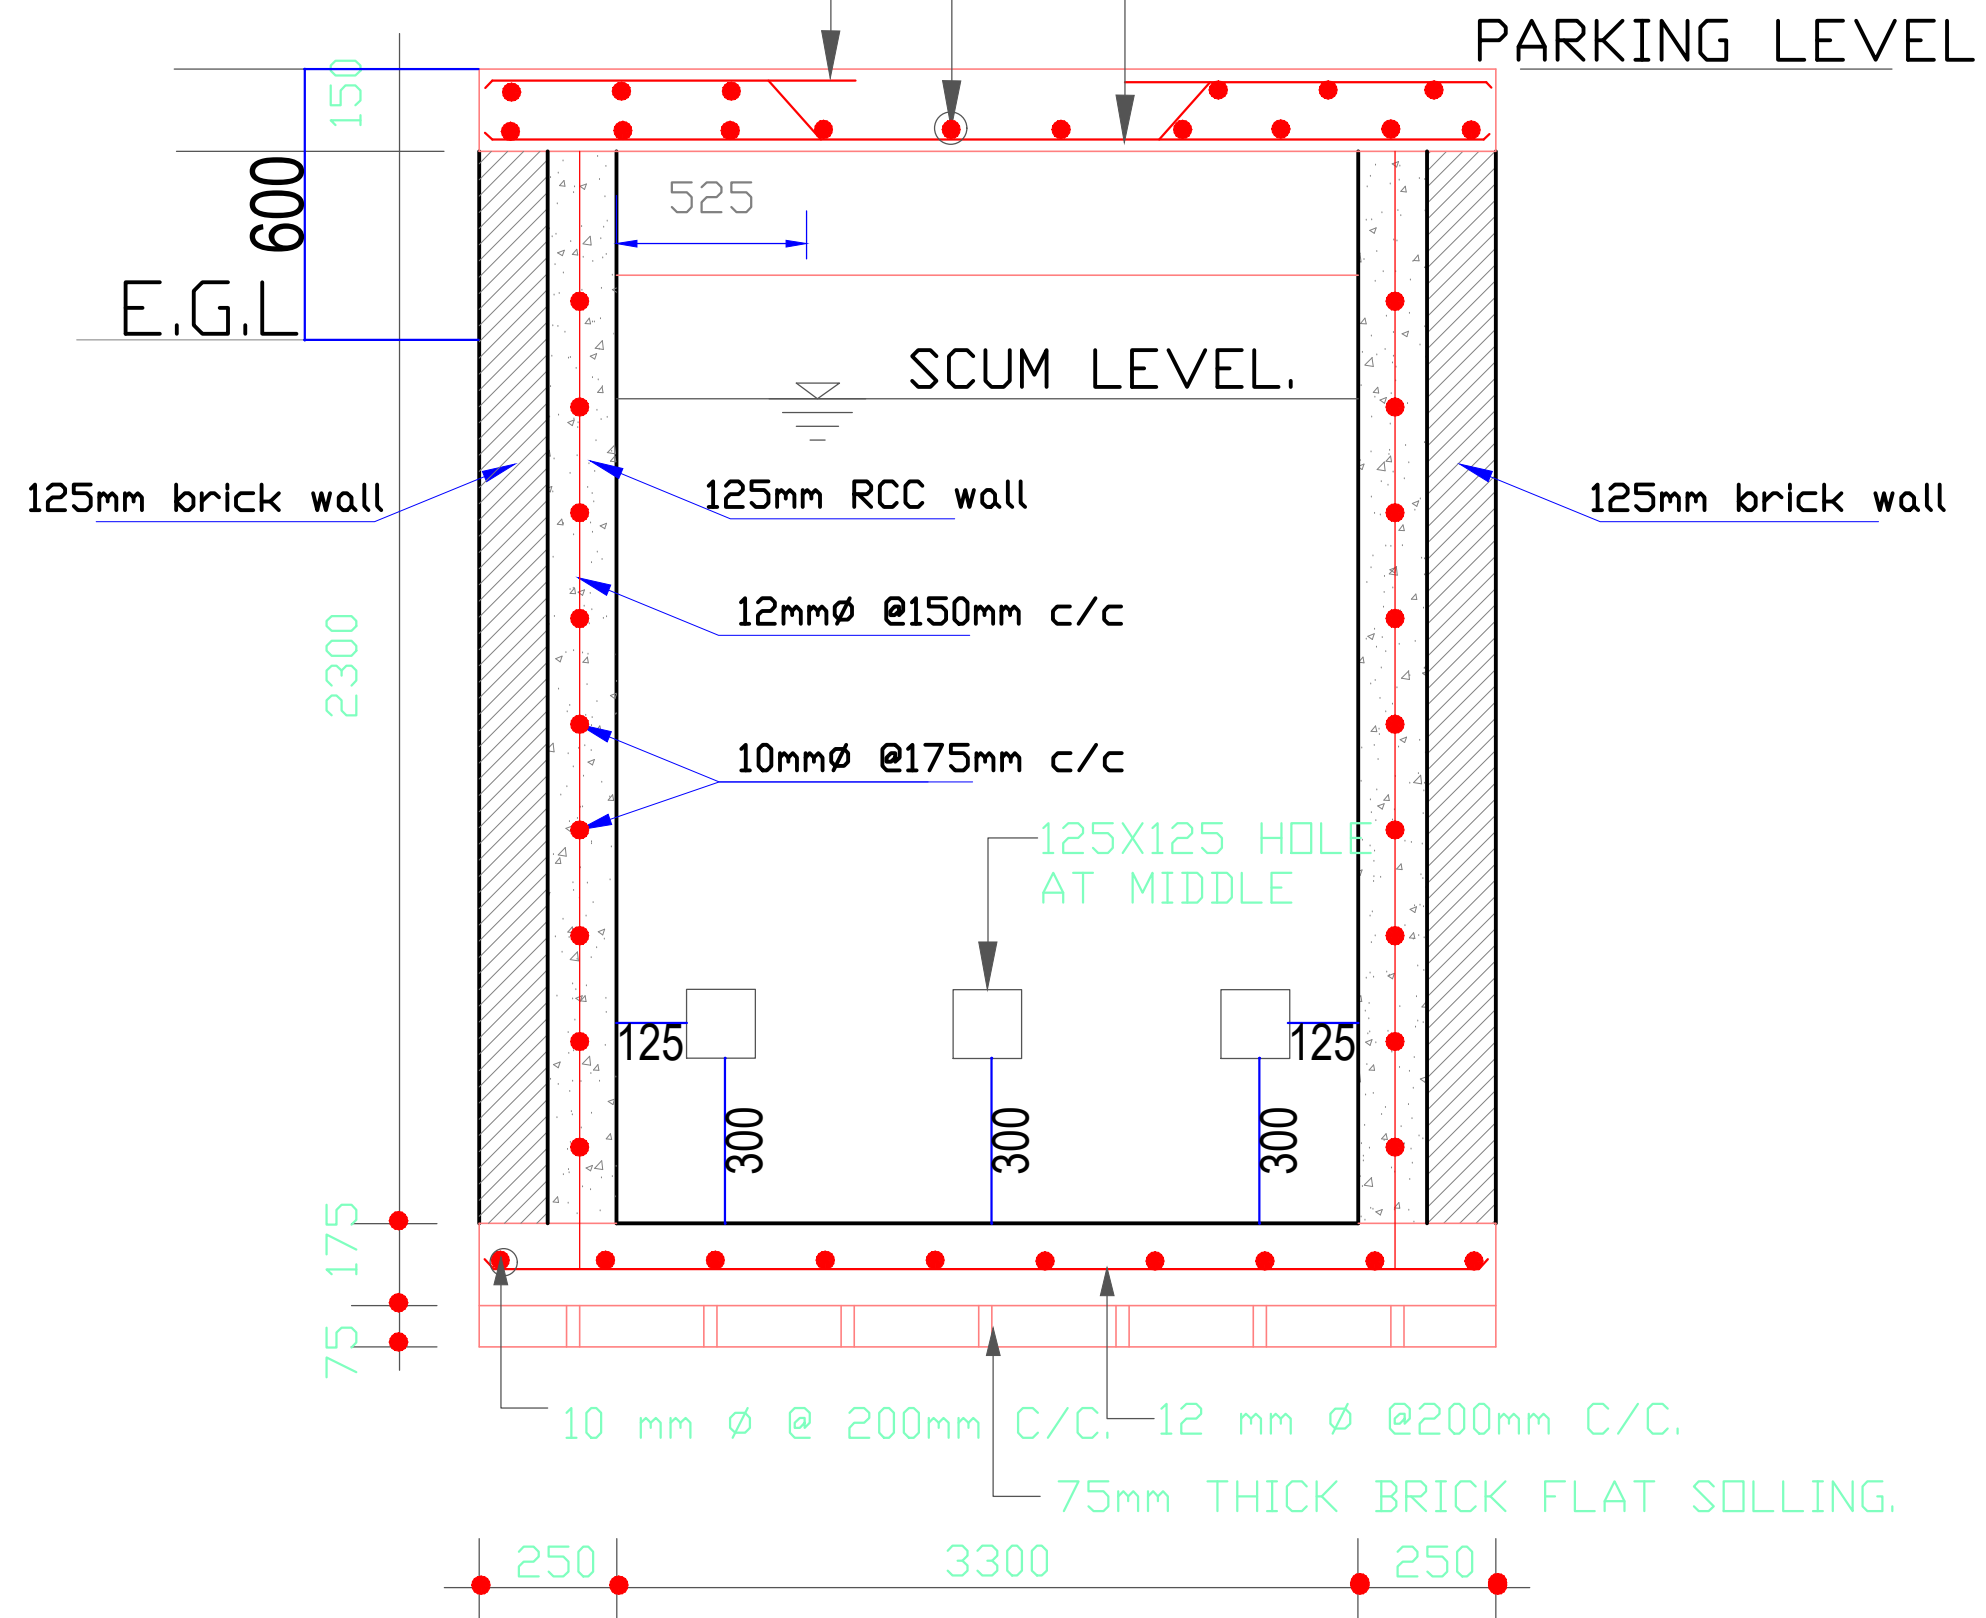 PARKING LEVEL
150
600
525
E.G.L
SCUM LEVEL.
125mm brick wall
125mm RCC wall
125mm brick wall
12mmØ @150mm c/c
2300
10mmØ @175mm c/c
125X125 HOLE
AT MIDDLE
125
125
300
300
300
175
75
10 mm Ø @ 200mm C/C.
12 mm Ø @200mm C/C.
75mm THICK BRICK FLAT SOLLING.
250
3300
250